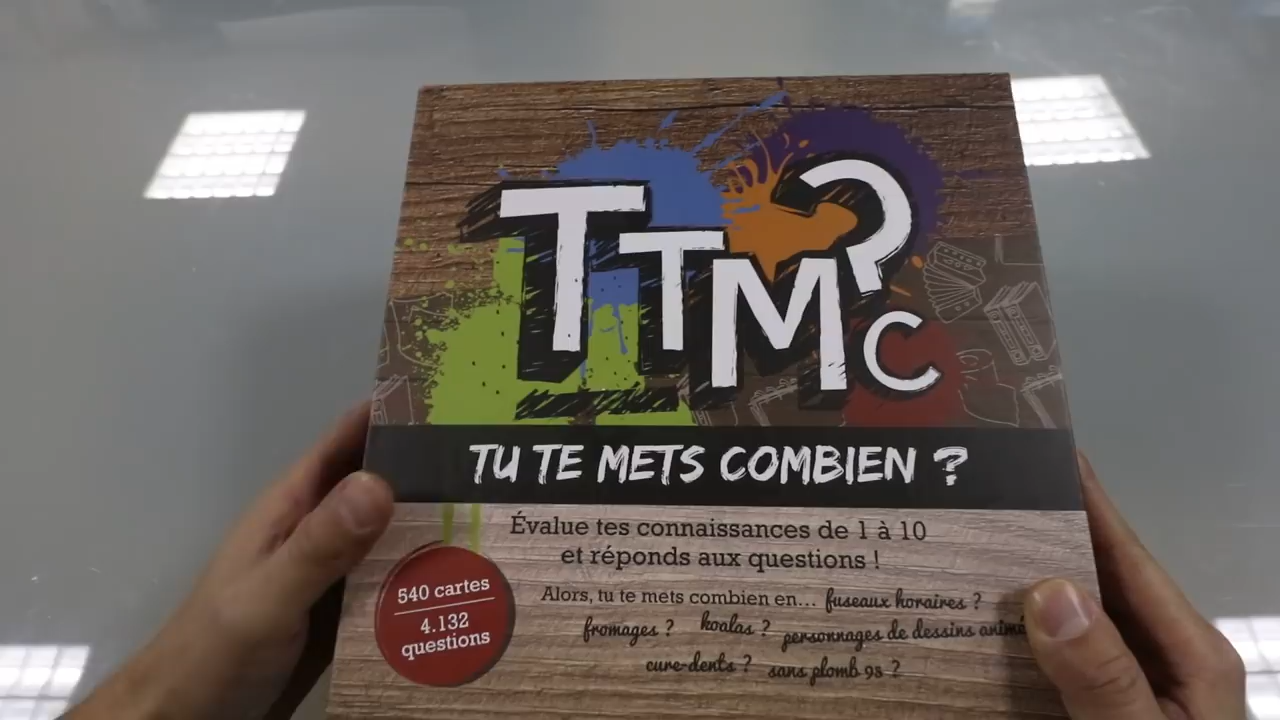 TTMC?
TU TE METS COMBIEN ?
Évalue tes connaissances de 1 à 10
et réponds aux questions !
540 cartes
4.132
questions
Alors, tu te mets combien en... fuseaux horaires ?
fromages ? koalas ? personnages de dessins animé
cure-dents ? sans plomb 98 ?